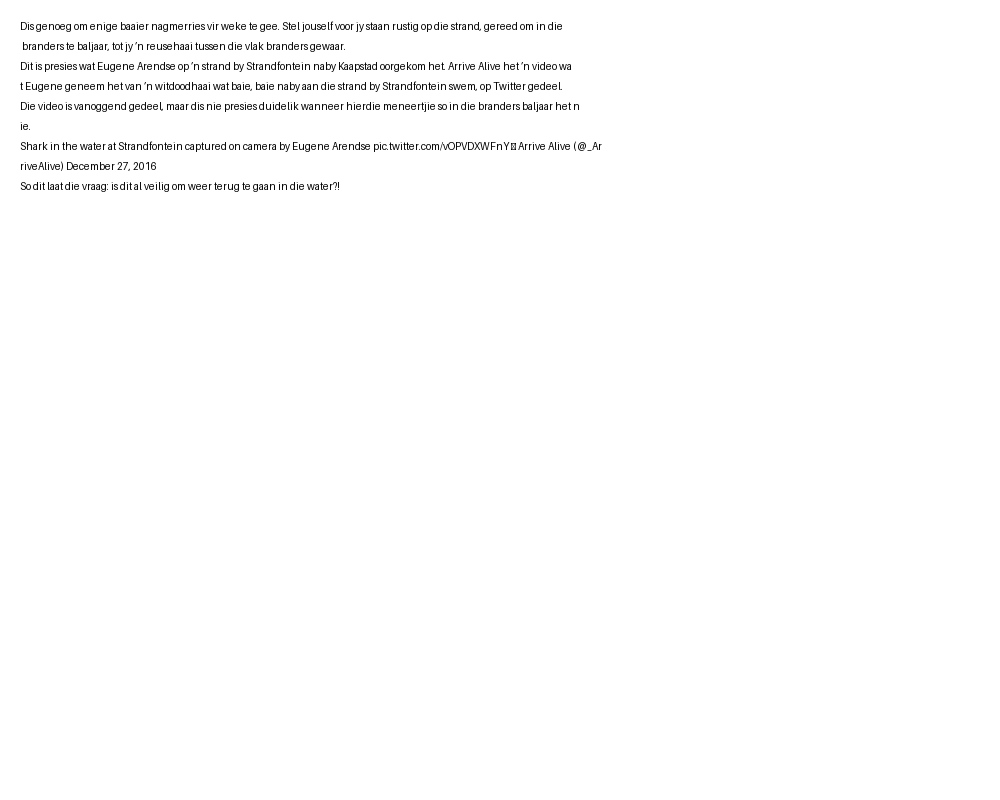 Dis genoeg om enige baaier nagmerries vir weke te gee. Stel jouself voor jy staan rustig op die strand, gereed om in die
branders te baljaar, tot jy ’n reusehaai tussen die vlak branders gewaar.
Dit is presies wat Eugene Arendse op ’n strand by Strandfontein naby Kaapstad oorgekom het. Arrive Alive het ’n video wa
t Eugene geneem het van ’n witdoodhaai wat baie, baie naby aan die strand by Strandfontein swem, op Twitter gedeel.
Die video is vanoggend gedeel, maar dis nie presies duidelik wanneer hierdie meneertjie so in die branders baljaar het n
ie.
Shark in the water at Strandfontein captured on camera by Eugene Arendse pic.twitter.com/vOPVDXWFnY Arrive Alive (@_Ar
riveAlive) December 27, 2016
So dit laat die vraag: is dit al veilig om weer terug te gaan in die water?!